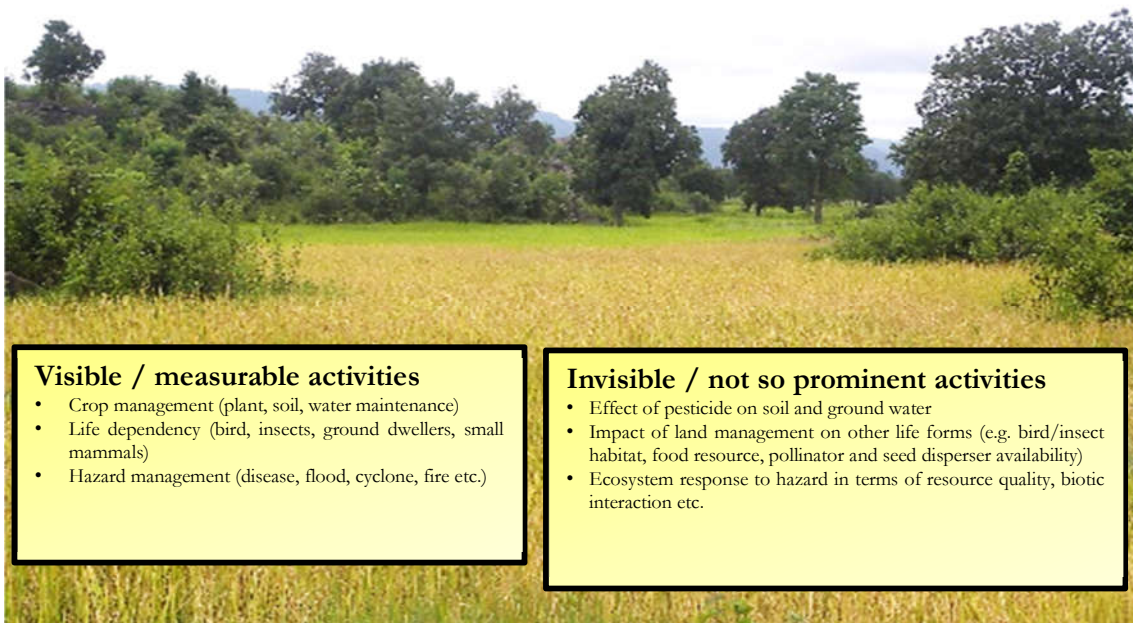 Visible / measurable activities
• Crop management (plant, soil, water maintenance)
• Life dependency (bird, insects, ground dwellers, small
mammals)
• Hazard management (disease, flood, cyclone, fire etc.)
Invisible / not so prominent activities
• Effect of pesticide on soil and ground water
• Impact of land management on other life forms (e.g. bird/insect
habitat, food resource, pollinator and seed disperser availability)
• Ecosystem response to hazard in terms of resource quality, biotic
interaction etc.